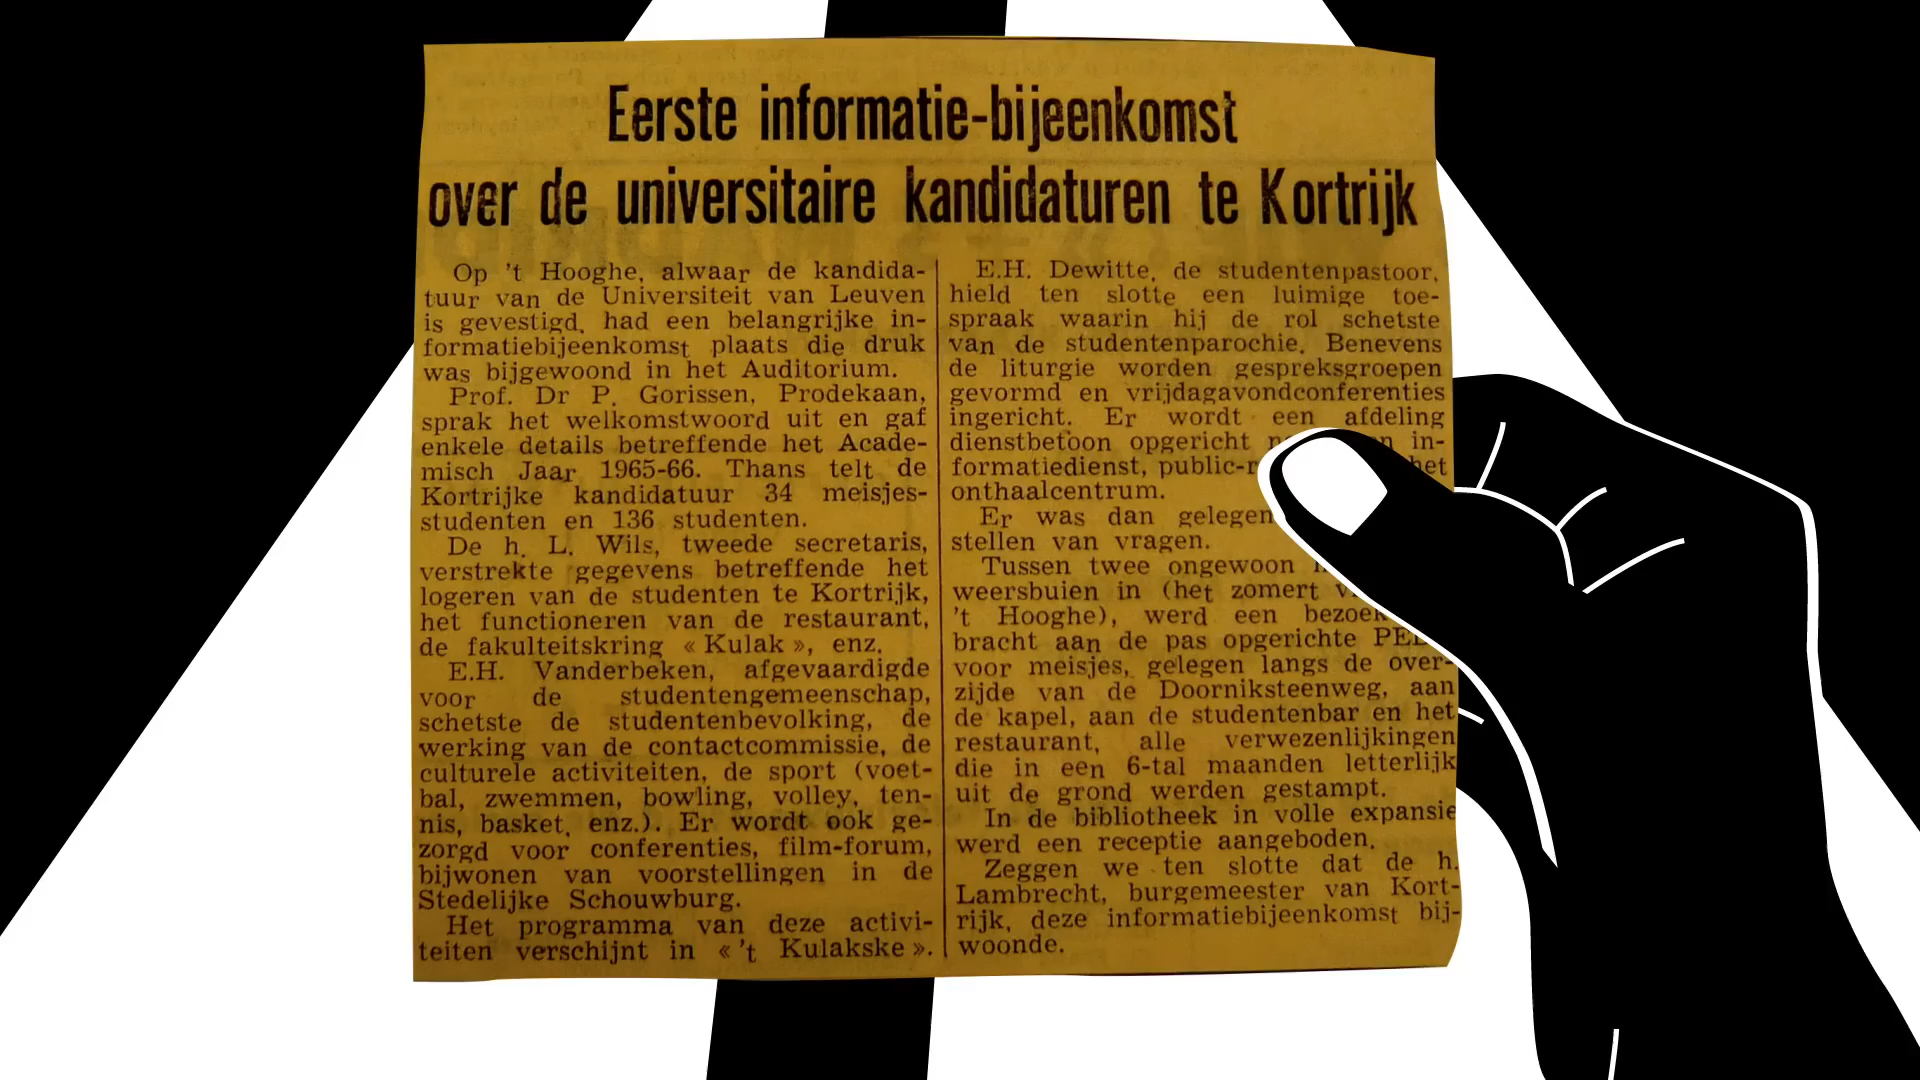 Eerste informatie-bijeenkomst
over de universitaire kandidaturen te Kortrijk
Op 't Hooghe, alwaar de kandida-
tuur van de Universiteit van Leuven
is gevestigd, had een belangrijke in-
formatiebijeenkomst plaats die druk
was bijgewoond in het Auditorium.
Prof. Dr P. Gorissen, Prodekaan,
sprak het welkomstwoord uit en gaf
enkele details betreffende het Acade-
misch Jaar 1965-66. Thans telt de
Kortrijke kandidatuur 34 meisjes-
studenten en 136 studenten.
De h. L. Wils, tweede secretaris,
verstrekte gegevens betreffende het
logeren van de studenten te Kortrijk,
het functioneren van de restaurant,
de fakulteitskring « Kulak », enz.
E.H. Vanderbeken, afgevaardigde
voor de studentengemeenschap,
schetste de studentenbevolking, de
werking van de contactcommissie, de
culturele activiteiten, de sport (voet-
bal, zwemmen, bowling, volley, ten-
nis, basket, enz.). Er wordt ook ge-
zorgd voor conferenties, film-forum,
bijwonen van voorstellingen in de
Stedelijke Schouwburg.
Het programma van deze activi-
teiten verschijnt in « 't Kulakske ».
E.H. Dewitte, de studentenpastoor,
hield ten slotte een luimige toe-
spraak waarin hij de rol schetste
van de studentenparochie. Benevens
de liturgie worden gespreksgroepen
gevormd en vrijdagavondconferenties
ingericht. Er wordt een afdeling
dienstbetoon opgericht in-
formatiedienst, public-r het
onthaalcentrum.
Er was dan gelegen
stellen van vragen.
Tussen twee ongewoon
weersbuien in (het zomert
't Hooghe), werd een bezoek
bracht aan de pas opgerichte
voor meisjes, gelegen langs de over-
zijde van de Doorniksteenweg, aan
de kapel, aan de studentenbar en het
restaurant, alle verwezenlijkingen
die in een 6-tal maanden letterlijk
uit de grond werden gestampt.
In de bibliotheek in volle expansie
werd een receptie aangeboden.
Zeggen we ten slotte dat de h.
Lambrecht, burgemeester van Kort-
rijk, deze informatiebijeenkomst bij-
woonde.